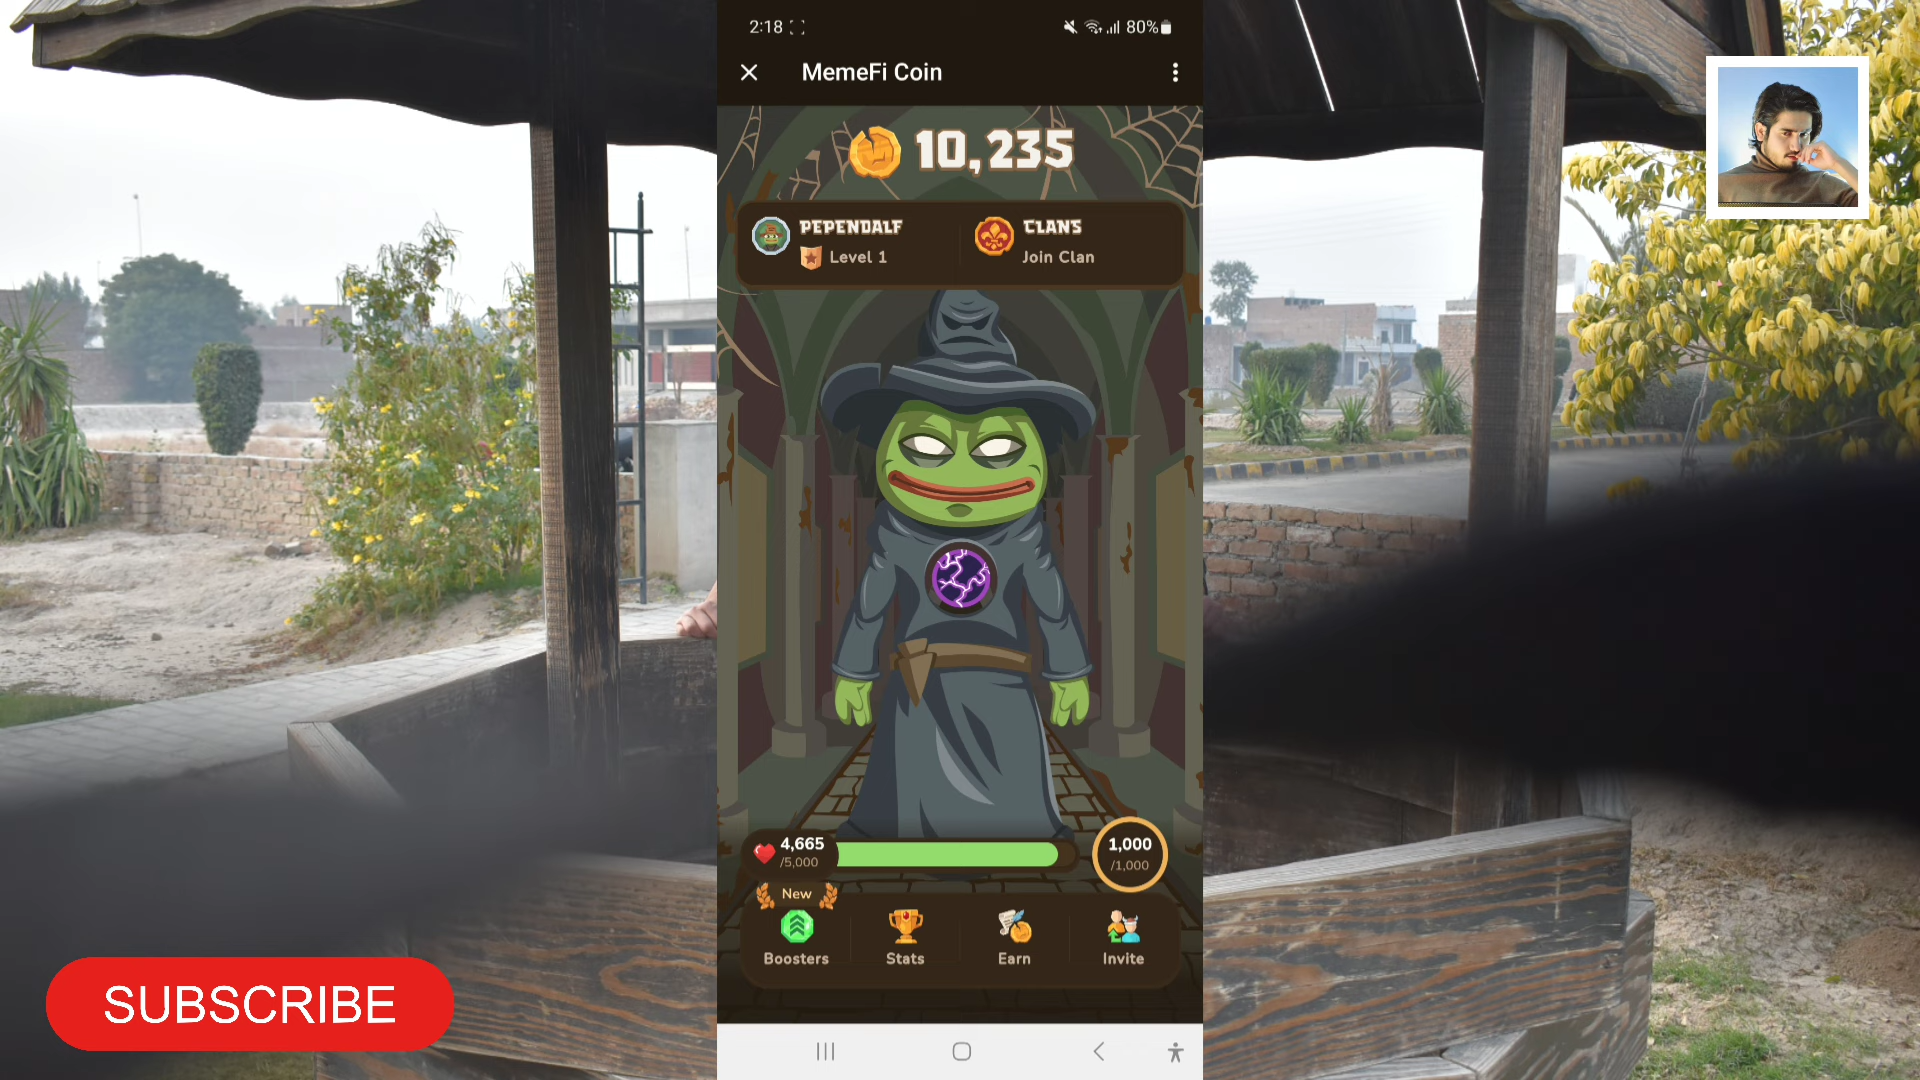 2:18
80%
MemeFi Coin
10,235
PEPENDALF
Level 1
CLANS
Join Clan
4,665
/5,000
1,000
/1,000
New
Boosters
Stats
Earn
Invite
SUBSCRIBE